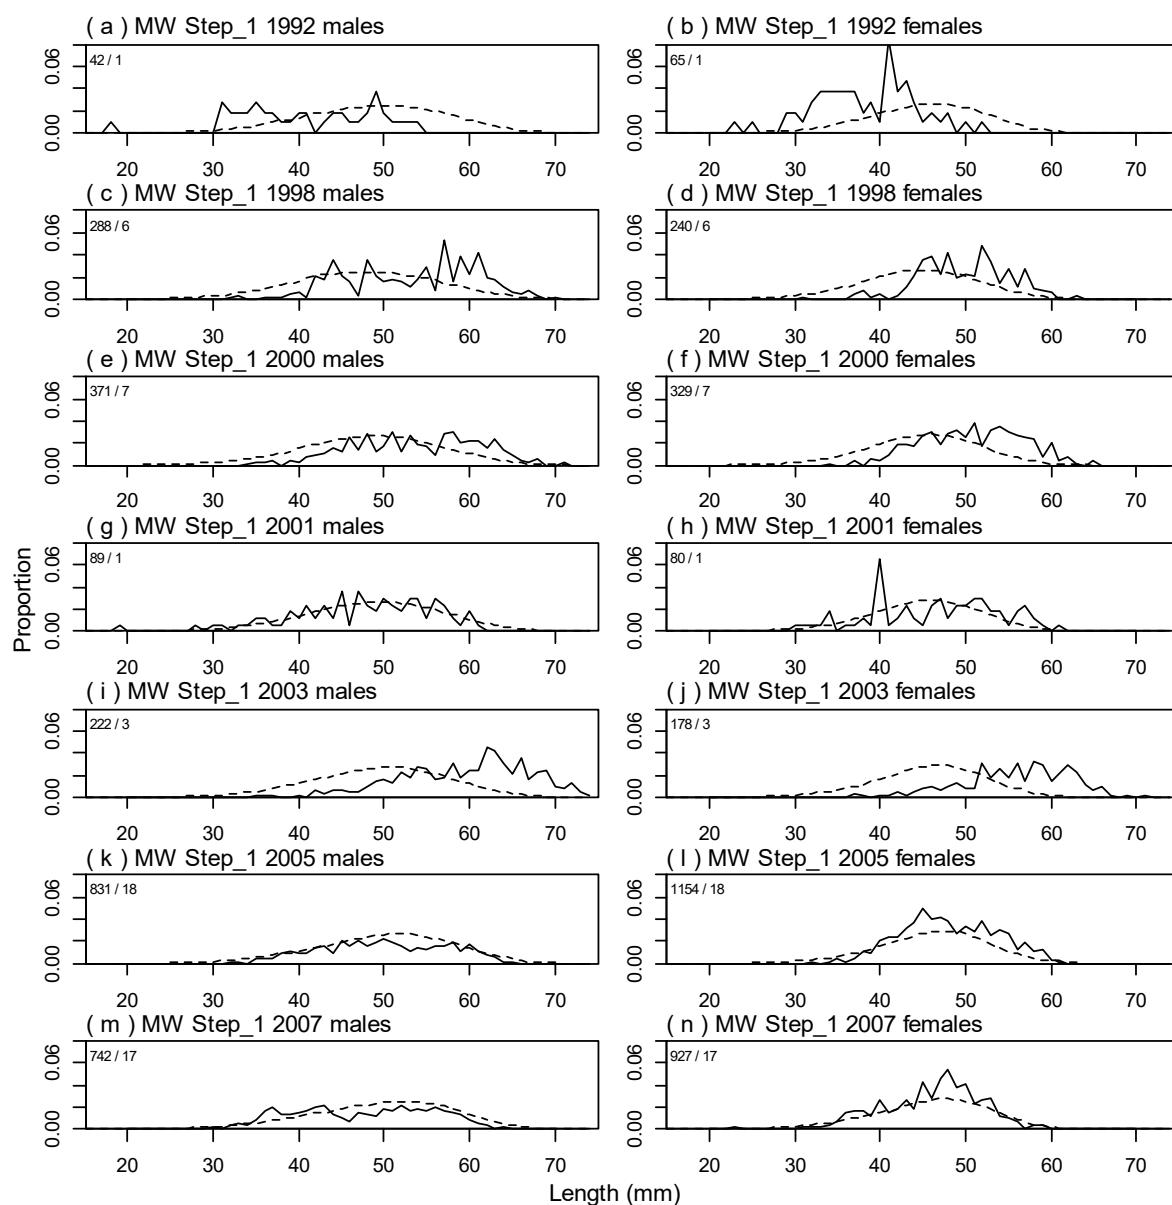 ( a ) MW Step_1 1992 males
( b ) MW Step_1 1992 females
42 / 1
65 / 1
0.00 0.06
20 30 40 50 60 70
20 30 40 50 60 70
( c ) MW Step_1 1998 males
( d ) MW Step_1 1998 females
288 / 6
240 / 6
0.00 0.06
0.00 0.06
20 30 40 50 60 70
20 30 40 50 60 70
( e ) MW Step_1 2000 males
( f ) MW Step_1 2000 females
371 / 7
329 / 7
0.00 0.06
0.00 0.06
20 30 40 50 60 70
20 30 40 50 60 70
( g ) MW Step_1 2001 males
( h ) MW Step_1 2001 females
89 / 1
80 / 1
0.00 0.06
0.00 0.06
20 30 40 50 60 70
20 30 40 50 60 70
( i ) MW Step_1 2003 males
( j ) MW Step_1 2003 females
222 / 3
178 / 3
0.00 0.06
0.00 0.06
20 30 40 50 60 70
20 30 40 50 60 70
( k ) MW Step_1 2005 males
( l ) MW Step_1 2005 females
831 / 18
1154 / 18
0.00 0.06
0.00 0.06
20 30 40 50 60 70
20 30 40 50 60 70
( m ) MW Step_1 2007 males
( n ) MW Step_1 2007 females
742 / 17
927 / 17
0.00 0.06
0.00 0.06
20 30 40 50 60 70
20 30 40 50 60 70
Proportion
Length (mm)